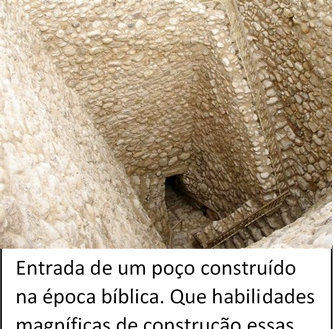 Entrada de um poço construído
na época bíblica. Que habilidades
magníficas de construção essas